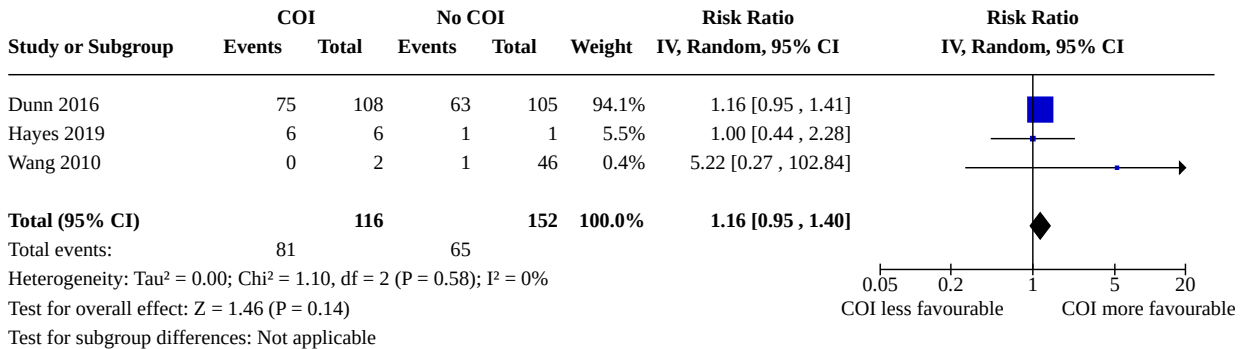 COI No COI Risk Ratio Risk Ratio
Study or Subgroup Events Total Events Total Weight IV, Random, 95% CI IV, Random, 95% CI
Dunn 2016 75 108 63 105 94.1% 1.16 [0.95 , 1.41]
Hayes 2019 6 6 1 1 5.5% 1.00 [0.44 , 2.28]
Wang 2010 0 2 1 46 0.4% 5.22 [0.27 , 102.84]
Total (95% CI) 116 152 100.0% 1.16 [0.95 , 1.40]
Total events: 81 65
Heterogeneity: Tau² = 0.00; Chi² = 1.10, df = 2 (P = 0.58); I² = 0%
0.05 0.2 1 5 20
Test for overall effect: Z = 1.46 (P = 0.14) COI less favourable COI more favourable
Test for subgroup differences: Not applicable